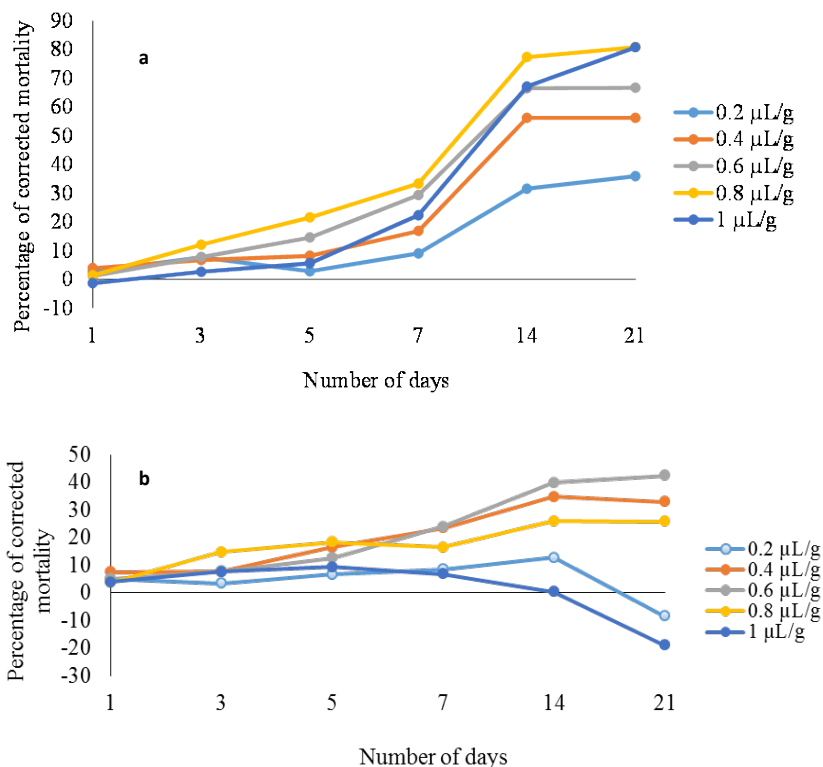 a
Percentage of corrected mortality
90
80
70
60
50
40
30
20
10
0
-10
1 3 5 7 14 21
Number of days
0.2 µL/g
0.4 µL/g
0.6 µL/g
0.8 µL/g
1 µL/g
b
Percentage of corrected
mortality
50
40
30
20
10
0
-10
-20
-30
1 3 5 7 14 21
Number of days
0.2 µL/g
0.4 µL/g
0.6 µL/g
0.8 µL/g
1 µL/g